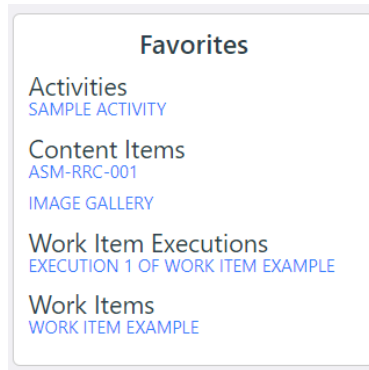 Favorites
Activities
SAMPLE ACTIVITY
Content Items
ASM-RRC-001
IMAGE GALLERY
Work Item Executions
EXECUTION 1 OF WORK ITEM EXAMPLE
Work Items
WORK ITEM EXAMPLE